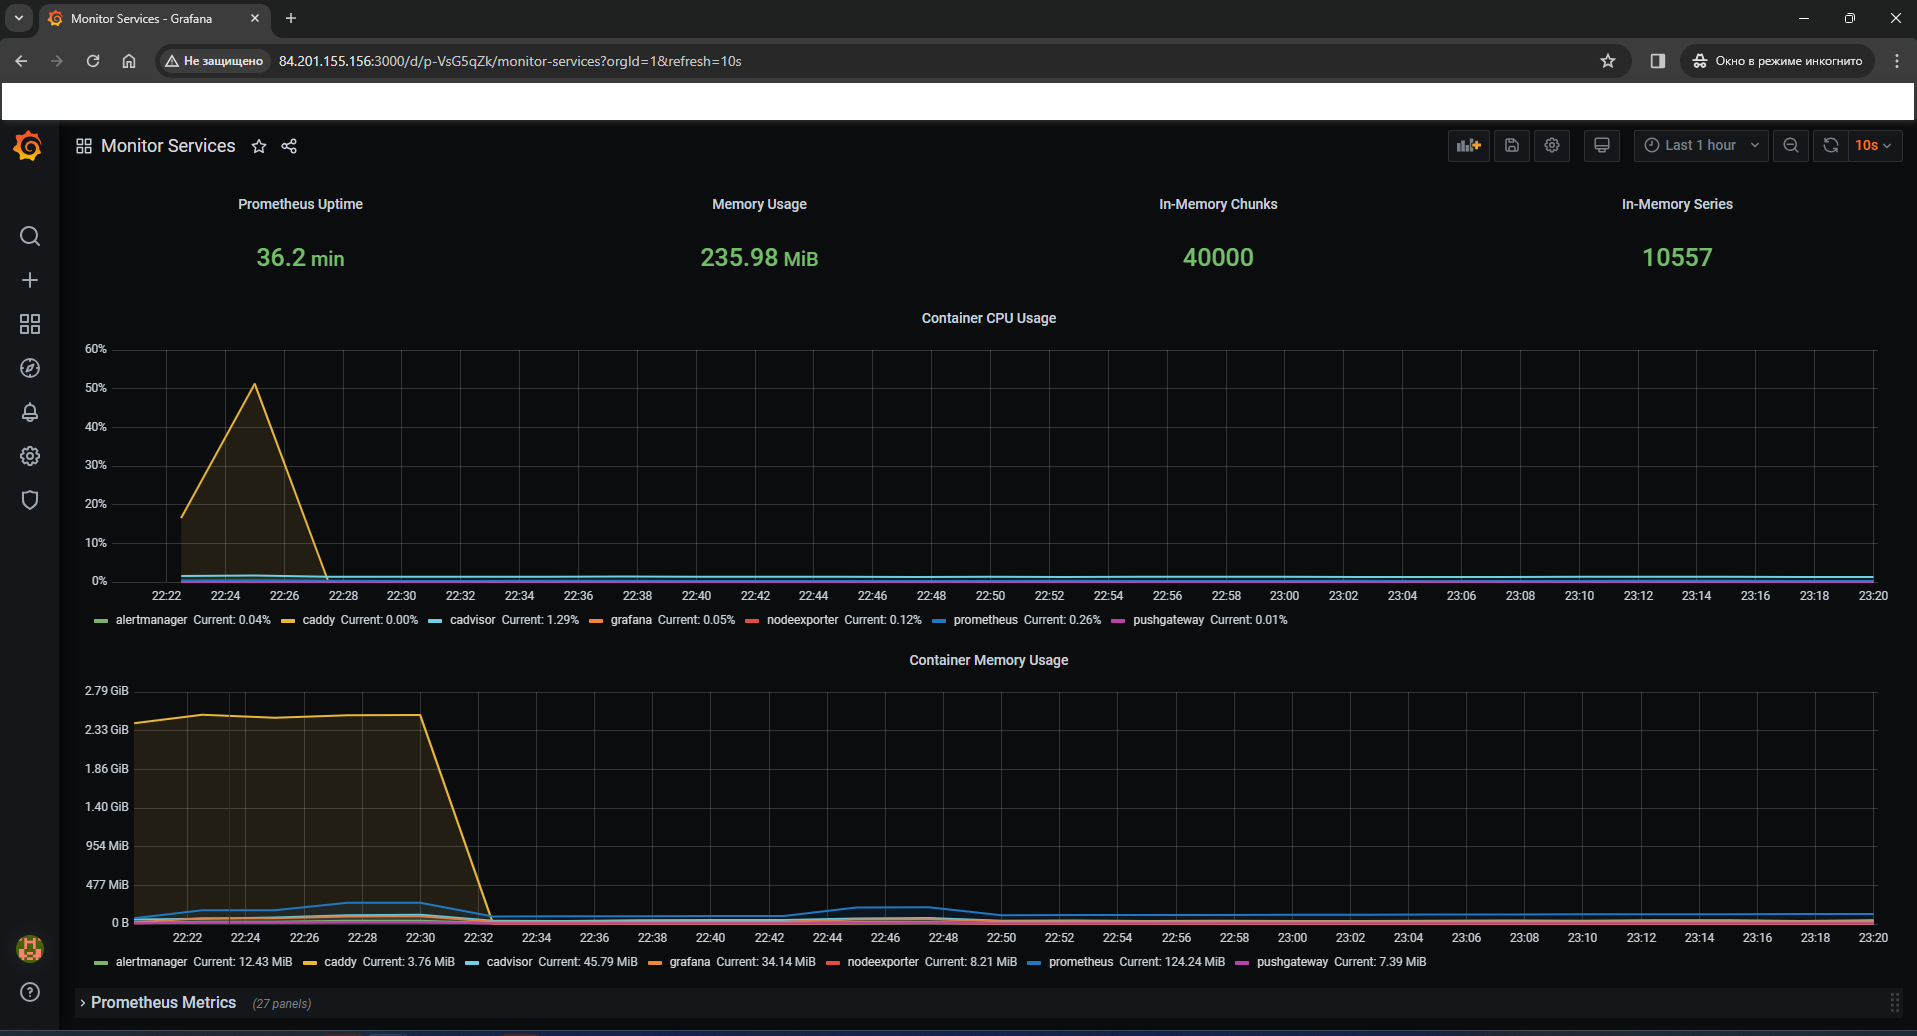 Monitor Services - Grafana
Не защищено 84.201.155.156:3000/d/p-VsG5qZk/monitor-services?orgId=1&refresh=10s Окно в режиме инкогнито
Monitor Services Last 1 hour 10s
Prometheus Uptime Memory Usage In-Memory Chunks In-Memory Series
36.2 min 235.98 MiB 40000 10557
Container CPU Usage
60%
50%
40%
30%
20%
10%
0%
22:22 22:24 22:26 22:28 22:30 22:32 22:34 22:36 22:38 22:40 22:42 22:44 22:46 22:48 22:50 22:52 22:54 22:56 22:58 23:00 23:02 23:04 23:06 23:08 23:10 23:12 23:14 23:16 23:18 23:20
alertmanager Current: 0.04% caddy Current: 0.00% cadvisor Current: 1.29% grafana Current: 0.05% nodeexporter Current: 0.12% prometheus Current: 0.26% pushgateway Current: 0.01%
Container Memory Usage
2.79 GiB
2.33 GiB
1.86 GiB
1.40 GiB
954 MiB
477 MiB
0 B
22:22 22:24 22:26 22:28 22:30 22:32 22:34 22:36 22:38 22:40 22:42 22:44 22:46 22:48 22:50 22:52 22:54 22:56 22:58 23:00 23:02 23:04 23:06 23:08 23:10 23:12 23:14 23:16 23:18 23:20
alertmanager Current: 12.43 MiB caddy Current: 3.76 MiB cadvisor Current: 45.79 MiB grafana Current: 34.14 MiB nodeexporter Current: 8.21 MiB prometheus Current: 124.24 MiB pushgateway Current: 7.39 MiB
Prometheus Metrics (27 panels)